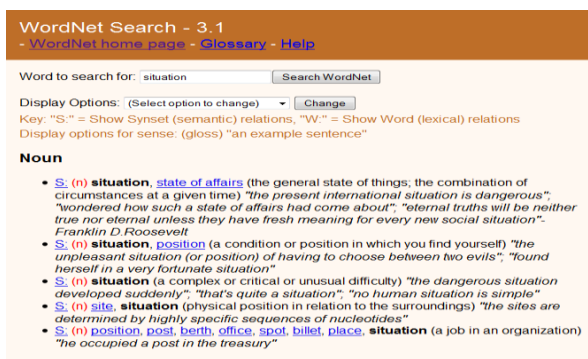 WordNet Search - 3.1
- WordNet home page - Glossary - Help
Word to search for: situation Search WordNet
Display Options: (Select option to change) Change
Key: "S:" = Show Synset (semantic) relations, "W:" = Show Word (lexical) relations
Display options for sense: (gloss) "an example sentence"
Noun
• S: (n) situation, state of affairs (the general state of things; the combination of
circumstances at a given time) "the present international situation is dangerous";
"wondered how such a state of affairs had come about"; "eternal truths will be neither
true nor eternal unless they have fresh meaning for every new social situation"-
Franklin D.Roosevelt
• S: (n) situation, position (a condition or position in which you find yourself) "the
unpleasant situation (or position) of having to choose between two evils"; "found
herself in a very fortunate situation"
• S: (n) situation (a complex or critical or unusual difficulty) "the dangerous situation
developed suddenly"; "that's quite a situation"; "no human situation is simple"
• S: (n) site, situation (physical position in relation to the surroundings) "the sites are
determined by highly specific sequences of nucleotides"
• S: (n) position, post, berth, office, spot, billet, place, situation (a job in an organization)
"he occupied a post in the treasury"